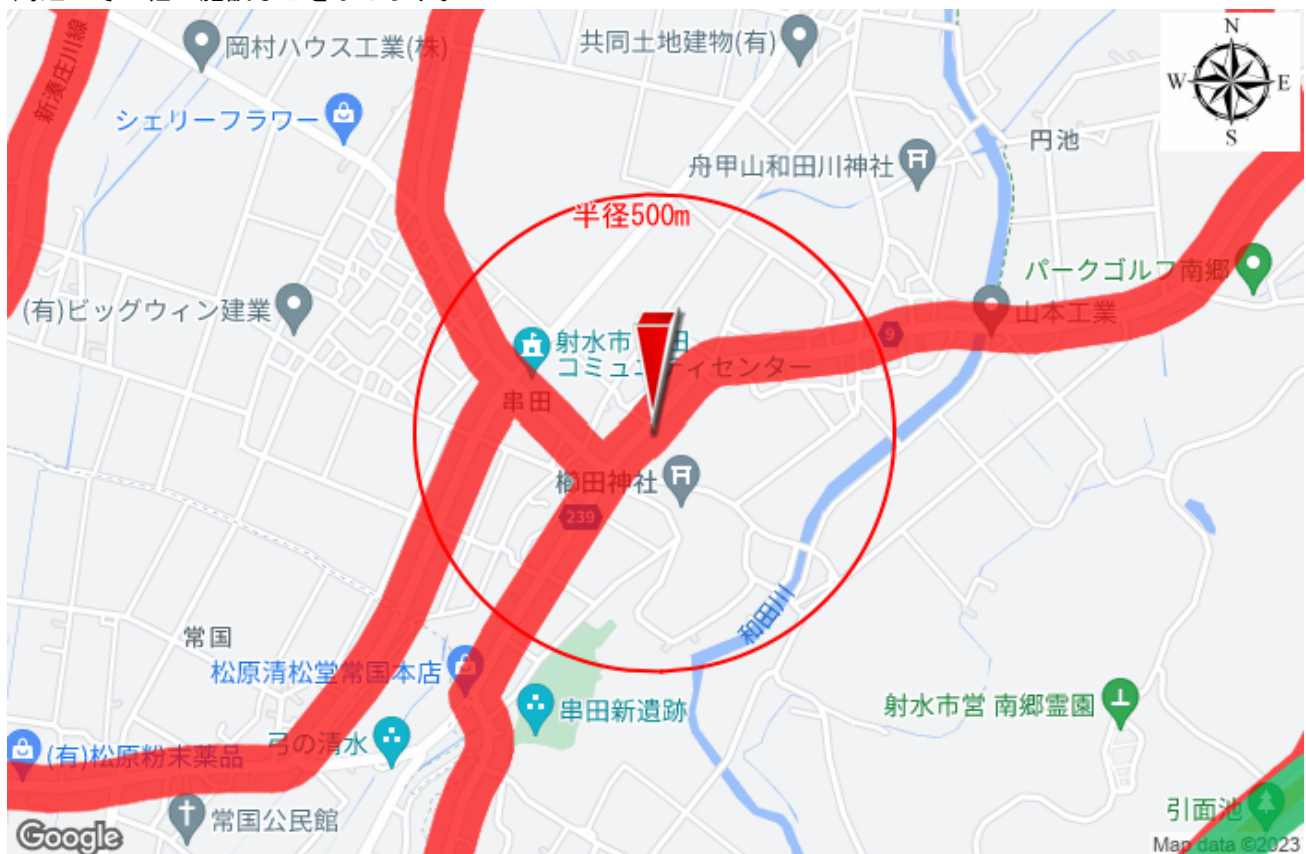 岡村ハウス工業(株)
共同土地建物(有)
N
W
E
S
新湊庄川線
シェリーフラワー
円池
舟甲山和田川神社
半径500m
パークゴルフ南郷
(有)ビッグウィン建業
山本工業
9
射水市
田
コミュニティセンター
串田
櫛田神社
239
和田川
常国
松原清松堂常国本店
串田新遺跡
射水市営 南郷霊園
弓の清水
(有)松原粉末薬品
引面池
常国公民館
Google
Map data ©2023